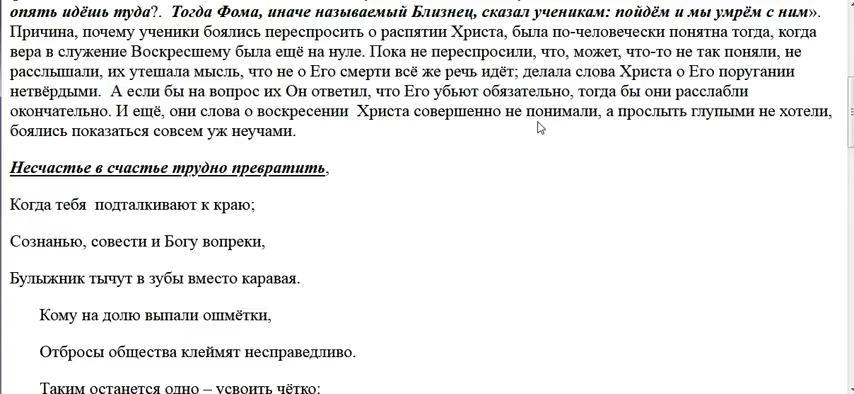 опять идёшь туда?. Тогда Фома, иначе называемый Близнец, сказал ученикам: пойдём и мы умрём с ним».
Причина, почему ученики боялись переспросить о распятии Христа, была по-человечески понятна тогда, когда
вера в служение Воскресшему была ещё на нуле. Пока не переспросили, что, может, что-то не так поняли, не
расслышали, их утешала мысль, что не о Его смерти всё же речь идёт; делала слова Христа о Его поругании
нетвёрдыми. А если бы на вопрос их Он ответил, что Его убьют обязательно, тогда бы они расслабли
окончательно. И ещё, они слова о воскресении Христа совершенно не понимали, а прослыть глупыми не хотели,
боялись показаться совсем уж неучами.
Несчастье в счастье трудно превратить,
Когда тебя подталкивают к краю;
Сознанью, совести и Богу вопреки,
Булыжник тычут в зубы вместо каравая.
Кому на долю выпали ошмётки,
Отбросы общества клеймят несправедливо.
Таким останется одно – усвоить чётко: